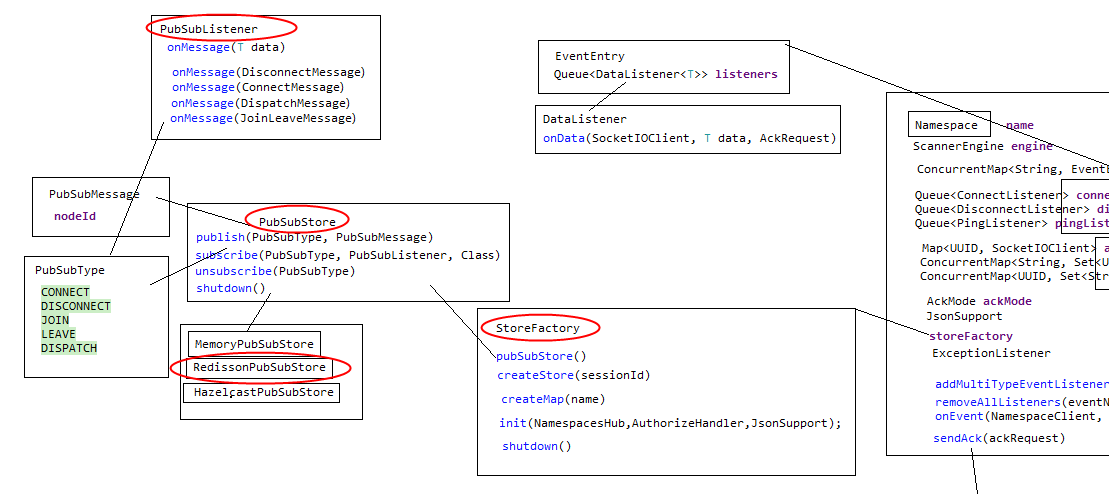 PubSubListener
onMessage(T data)
onMessage(DisconnectMessage)
onMessage(ConnectMessage)
onMessage(DispatchMessage)
onMessage(JoinLeaveMessage)
EventEntry
Queue<DataListener<T>> listeners
DataListener
onData(SocketIOClient, T data, AckRequest)
PubSubMessage
nodeId
PubSubStore
publish(PubSubType, PubSubMessage)
subscribe(PubSubType, PubSubListener, Class)
unsubscribe(PubSubType)
shutdown()
PubSubType
CONNECT
DISCONNECT
JOIN
LEAVE
DISPATCH
MemoryPubSubStore
RedissonPubSubStore
HazelcastPubSubStore
StoreFactory
pubSubStore()
createStore(sessionId)
createMap(name)
init(NamespacesHub,AuthorizeHandler,JsonSupport);
shutdown()
Namespace name
ScannerEngine engine
ConcurrentMap<String, EventE
Queue<ConnectListener> conne
Queue<DisconnectListener> di
Queue<PingListener> pingList
Map<UUID, SocketIOClient> a
ConcurrentMap<String, Set<U
ConcurrentMap<UUID, Set<Str
AckMode ackMode
JsonSupport
storeFactory
ExceptionListener
addMultiTypeEventListener
removeAllListeners(eventN
onEvent(NamespaceClient,
sendAck(ackRequest)